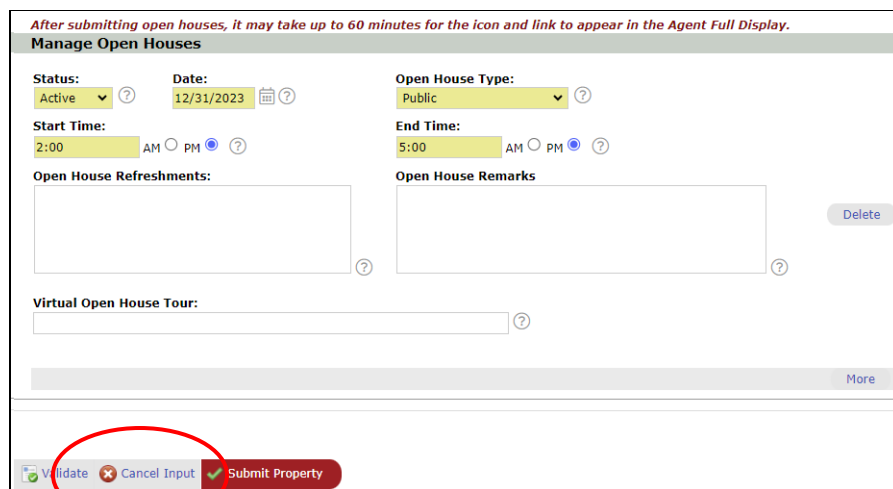 After submitting open houses, it may take up to 60 minutes for the icon and link to appear in the Agent Full Display.
Manage Open Houses
Status: Date: Open House Type:
Active ? 12/31/2023 ? Public ?
Start Time: End Time:
2:00 AM PM ? 5:00 AM PM ?
Open House Refreshments: Open House Remarks
Delete
? ?
Virtual Open House Tour:
?
More
Validate Cancel Input Submit Property